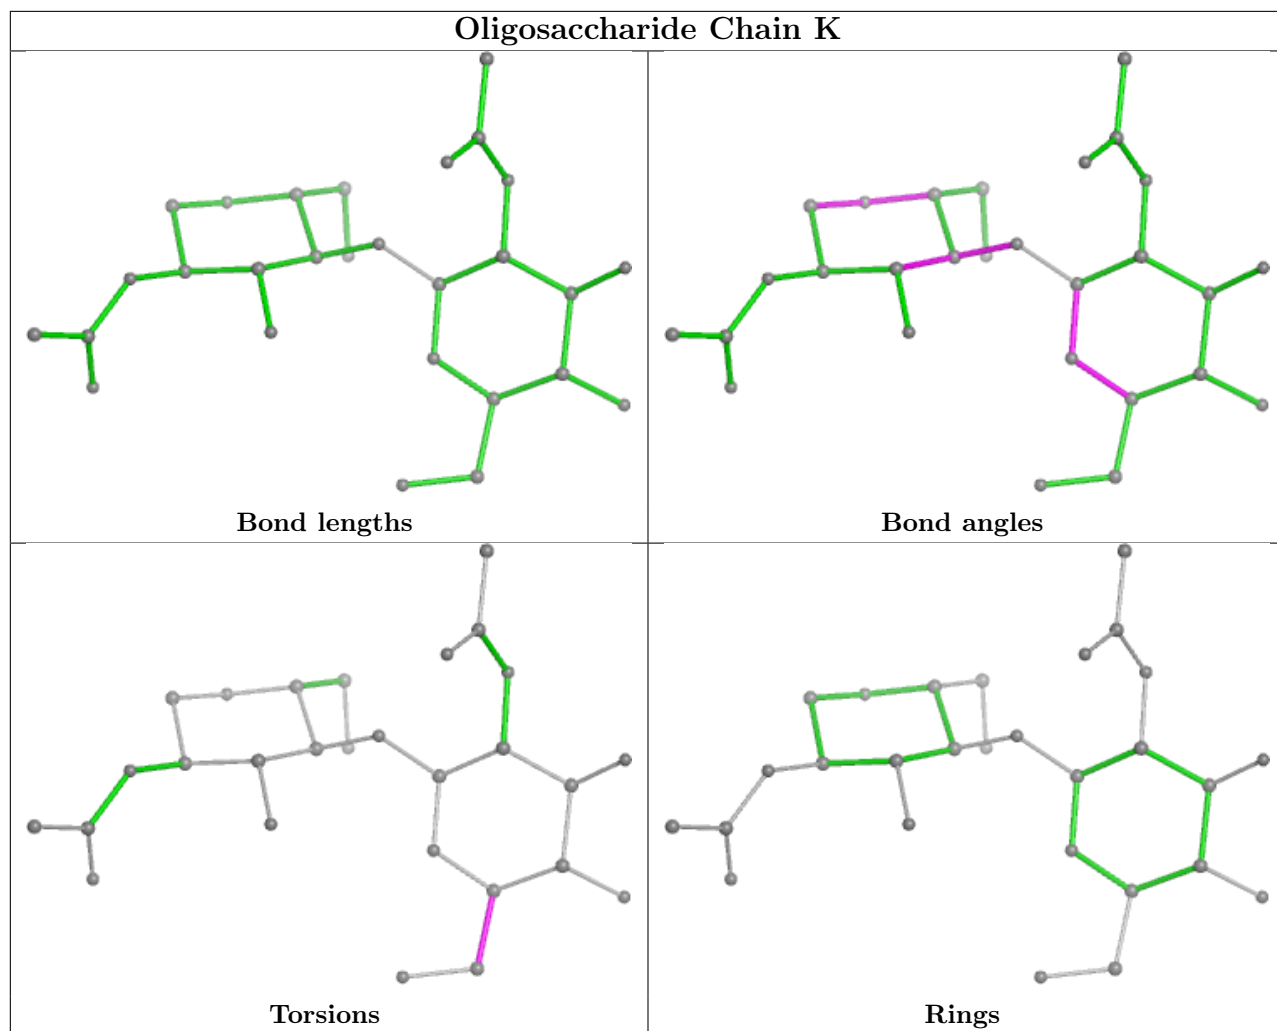 Oligosaccharide Chain K
Bond lengths
Bond angles
Torsions
Rings